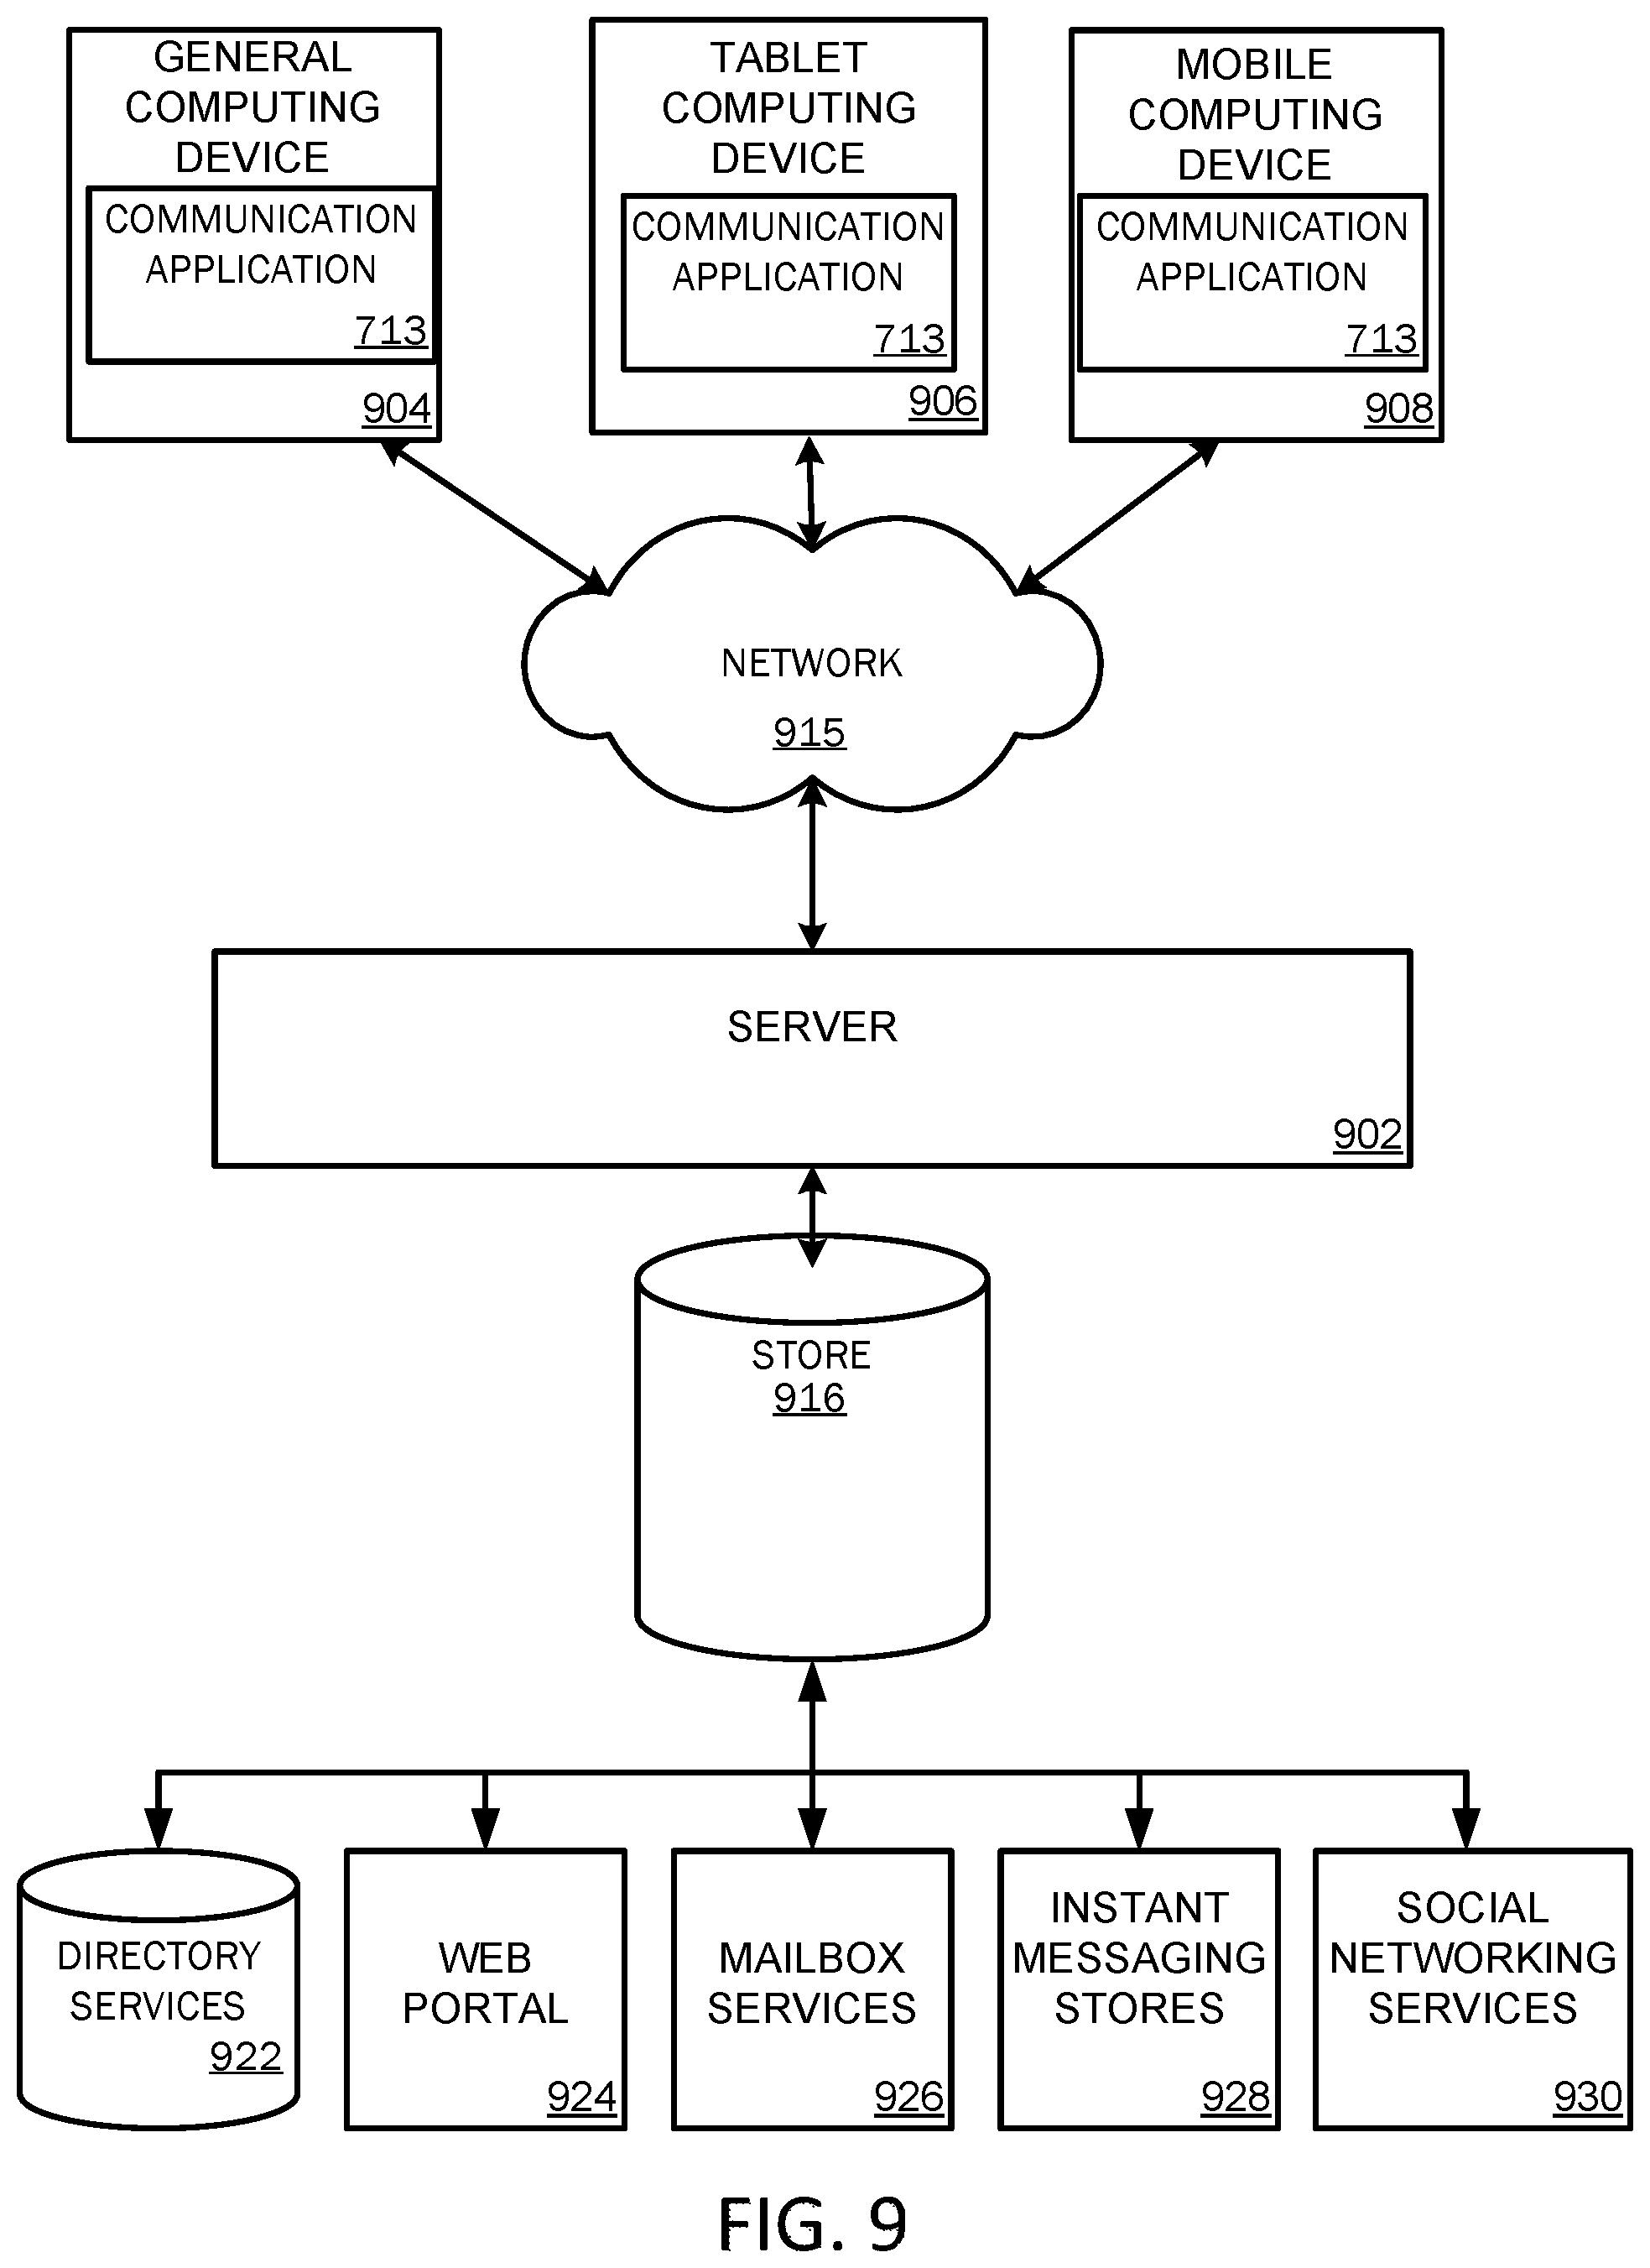 GENERAL
COMPUTING
DEVICE
COMMUNICATION
APPLICATION
713
904
TABLET
COMPUTING
DEVICE
COMMUNICATION
APPLICATION
713
906
MOBILE
COMPUTING
DEVICE
COMMUNICATION
APPLICATION
713
908
NETWORK
915
SERVER
902
STORE
916
DIRECTORY
SERVICES
922
WEB
PORTAL
924
MAILBOX
SERVICES
926
INSTANT
MESSAGING
STORES
928
SOCIAL
NETWORKING
SERVICES
930
FIG. 9